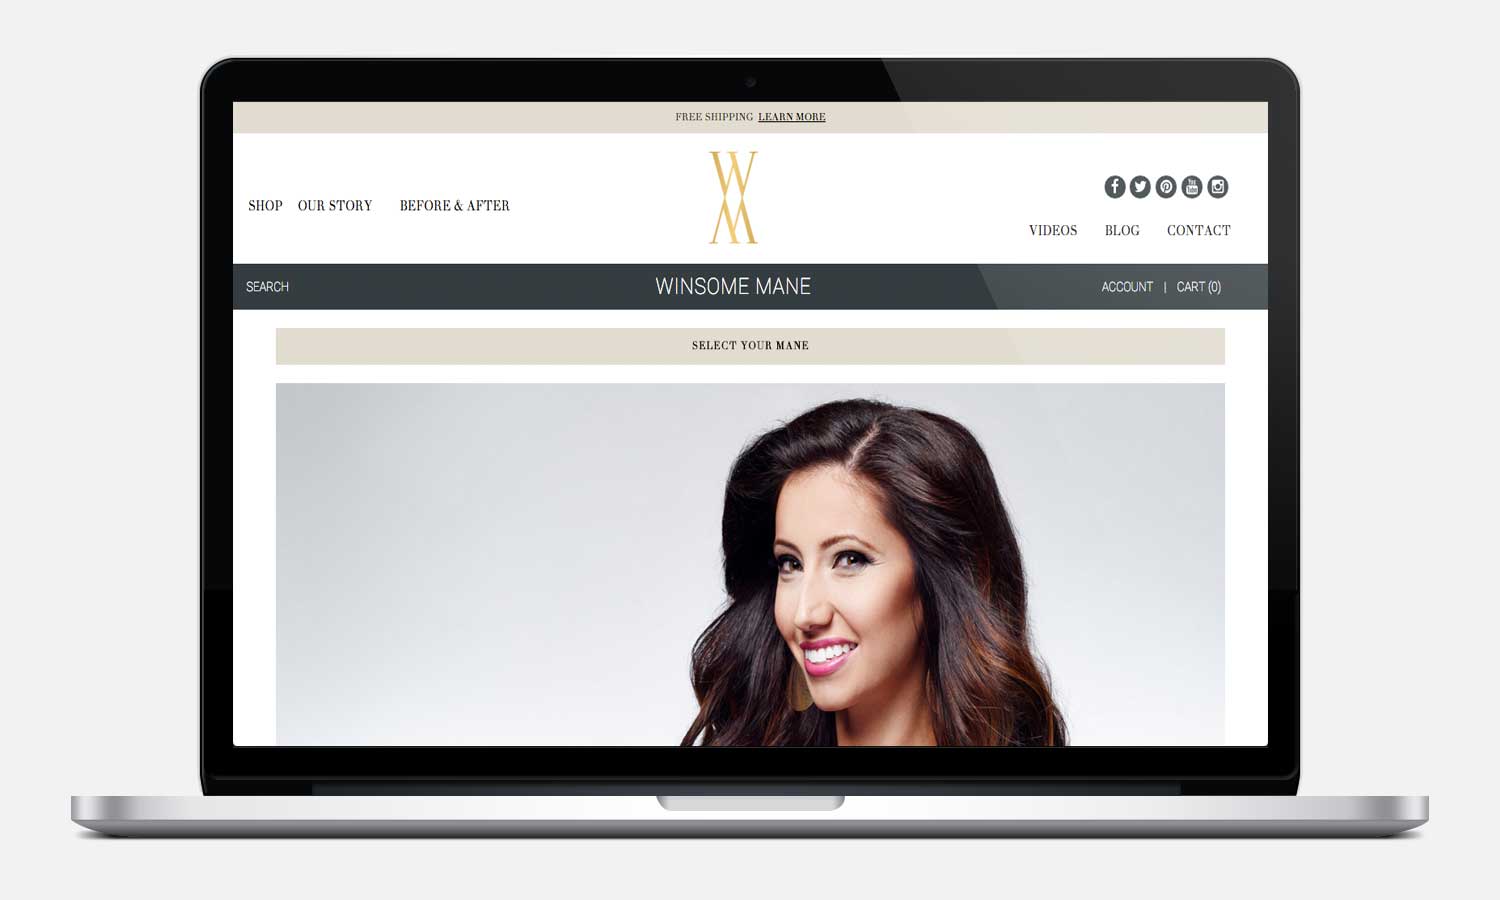 FREE SHIPPING LEARN MORE
SHOP OUR STORY BEFORE & AFTER
VIDEOS BLOG CONTACT
SEARCH WINSOME MANE ACCOUNT | CART (0)
SELECT YOUR MANE